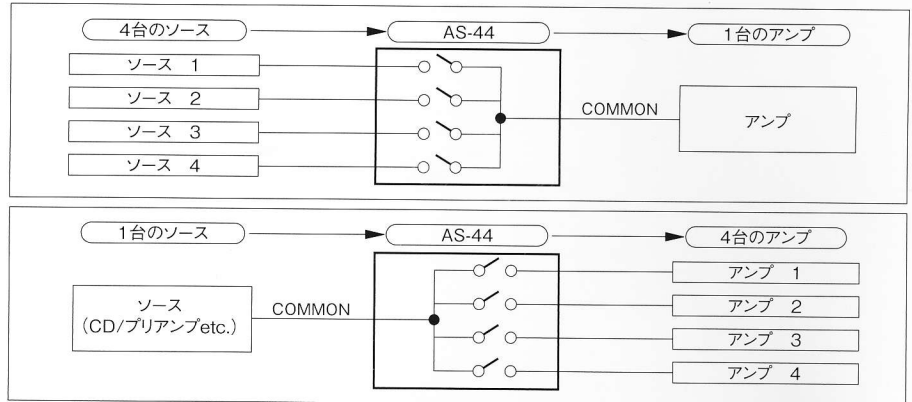 4台のソース AS-44 1台のアンプ
ソース 1
ソース 2
ソース 3
ソース 4
COMMON
アンプ
1台のソース AS-44 4台のアンプ
ソース
(CD/プリアンプetc.)
COMMON
アンプ 1
アンプ 2
アンプ 3
アンプ 4